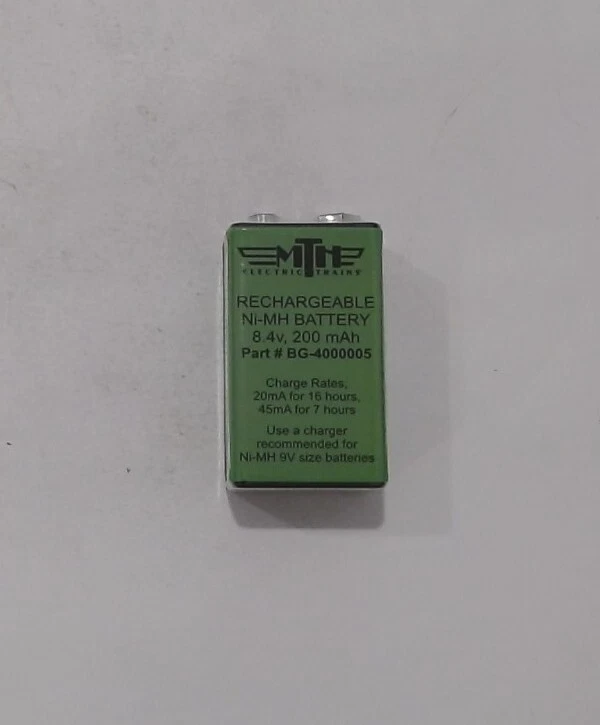 MTH
ELECTRIC TRAINS
RECHARGEABLE
Ni-MH BATTERY
8.4v, 200 mAh
Part # BG-4000005
Charge Rates,
20mA for 16 hours,
45mA for 7 hours
Use a charger
recommended for
Ni-MH 9V size batteries